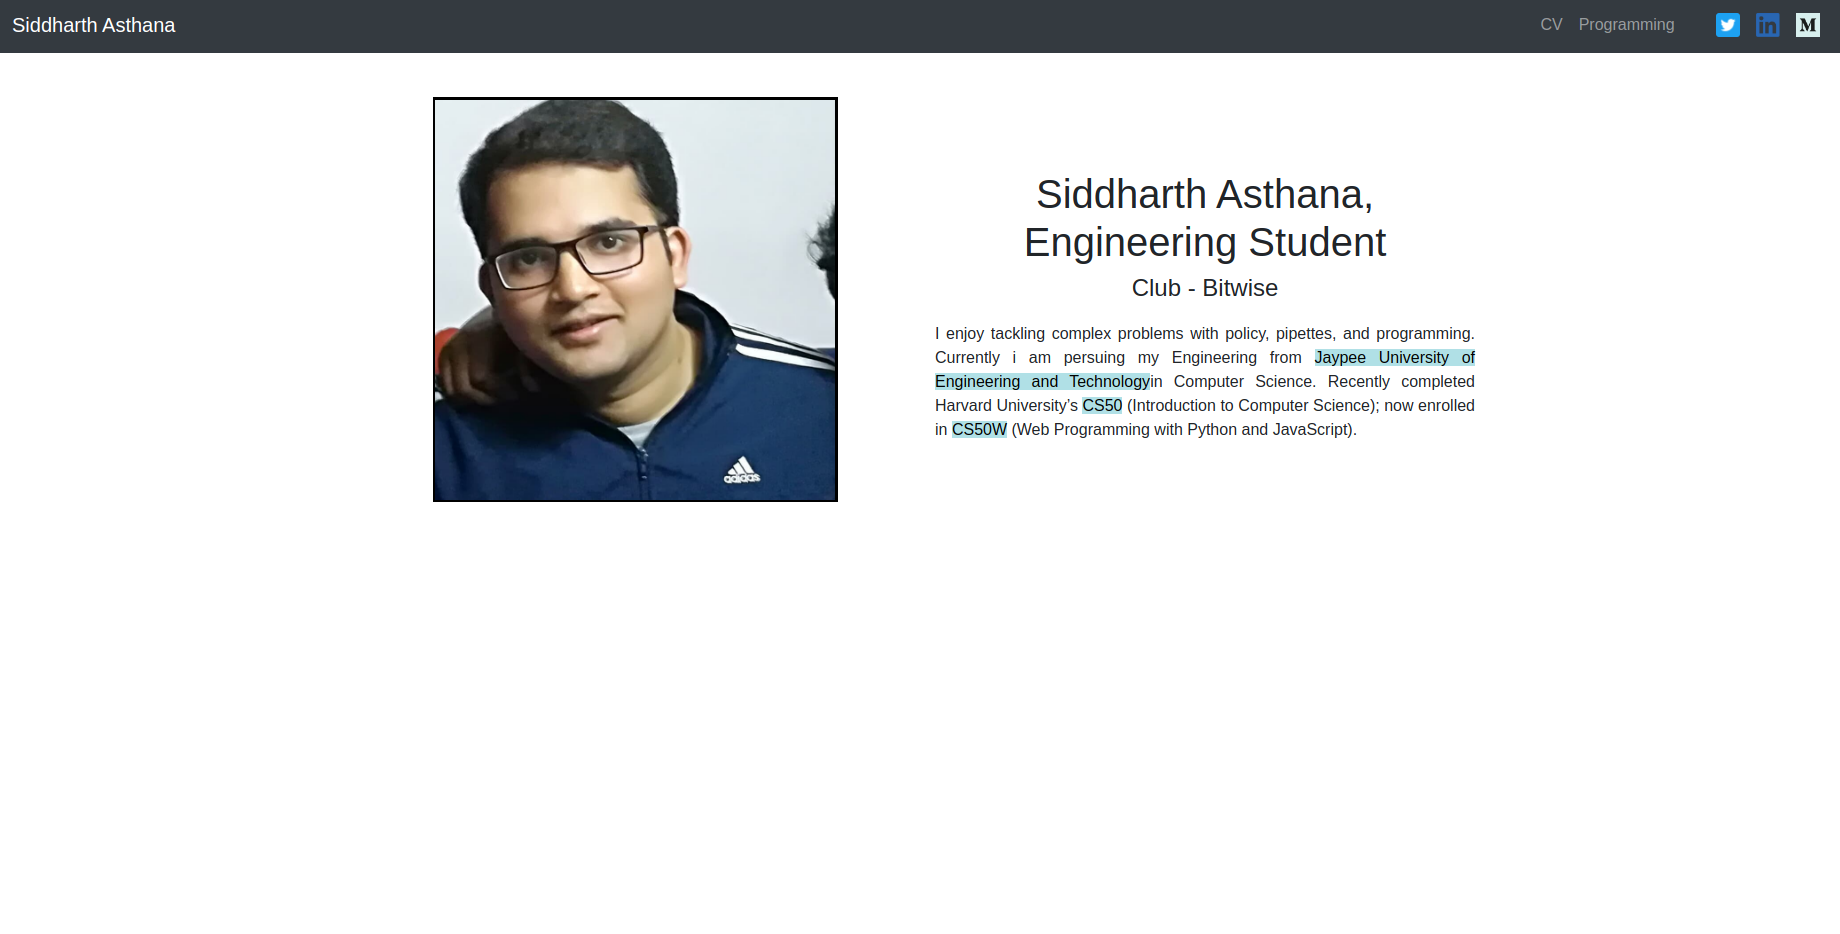 Siddharth Asthana
CV Programming
M
adidas
Siddharth Asthana,
Engineering Student
Club - Bitwise
I enjoy tackling complex problems with policy, pipettes, and programming.
Currently i am persuing my Engineering from Jaypee University of
Engineering and Technologyin Computer Science. Recently completed
Harvard University’s CS50 (Introduction to Computer Science); now enrolled
in CS50W (Web Programming with Python and JavaScript).